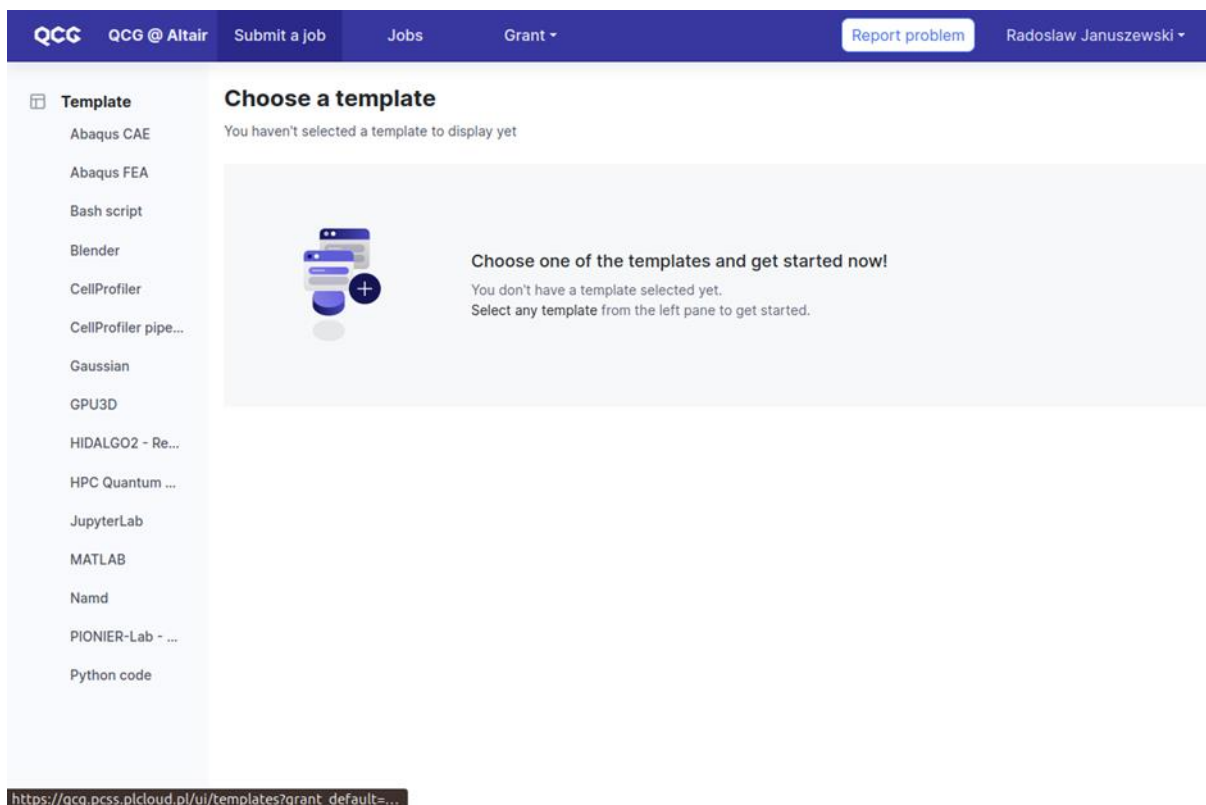 QCG QCG @ Altair Submit a job Jobs Grant Report problem Radoslaw Januszewski
Template
Abaqus CAE
Abaqus FEA
Bash script
Blender
CellProfiler
CellProfiler pipe...
Gaussian
GPU3D
HIDALGO2 - Re...
HPC Quantum ...
JupyterLab
MATLAB
Namd
PIONIER-Lab - ...
Python code
Choose a template
You haven't selected a template to display yet
Choose one of the templates and get started now!
You don't have a template selected yet.
Select any template from the left pane to get started.
https://qcg.pcss.plcloud.pl/ui/templates?grant_default=...